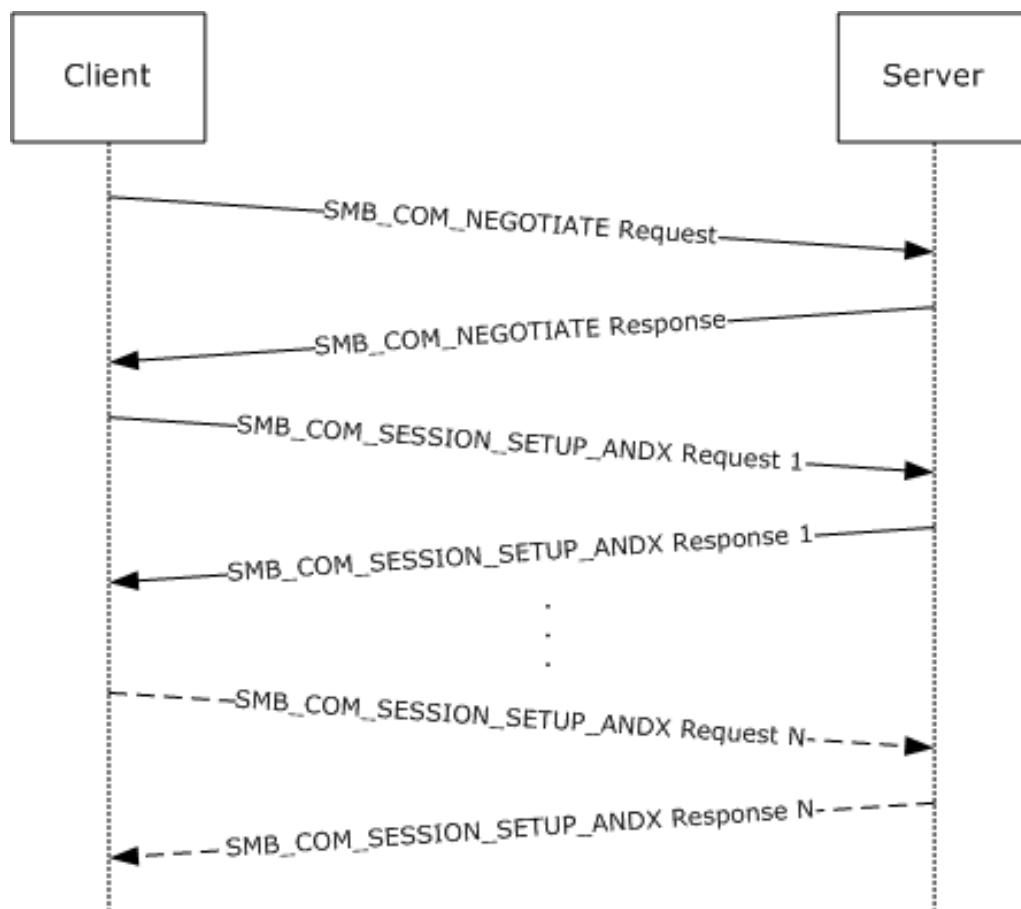 Client
Server
SMB_COM_NEGOTIATE Request
SMB_COM_NEGOTIATE Response
SMB_COM_SESSION_SETUP_ANDX Request 1
SMB_COM_SESSION_SETUP_ANDX Response 1
.
.
.
SMB_COM_SESSION_SETUP_ANDX Request N
SMB_COM_SESSION_SETUP_ANDX Response N